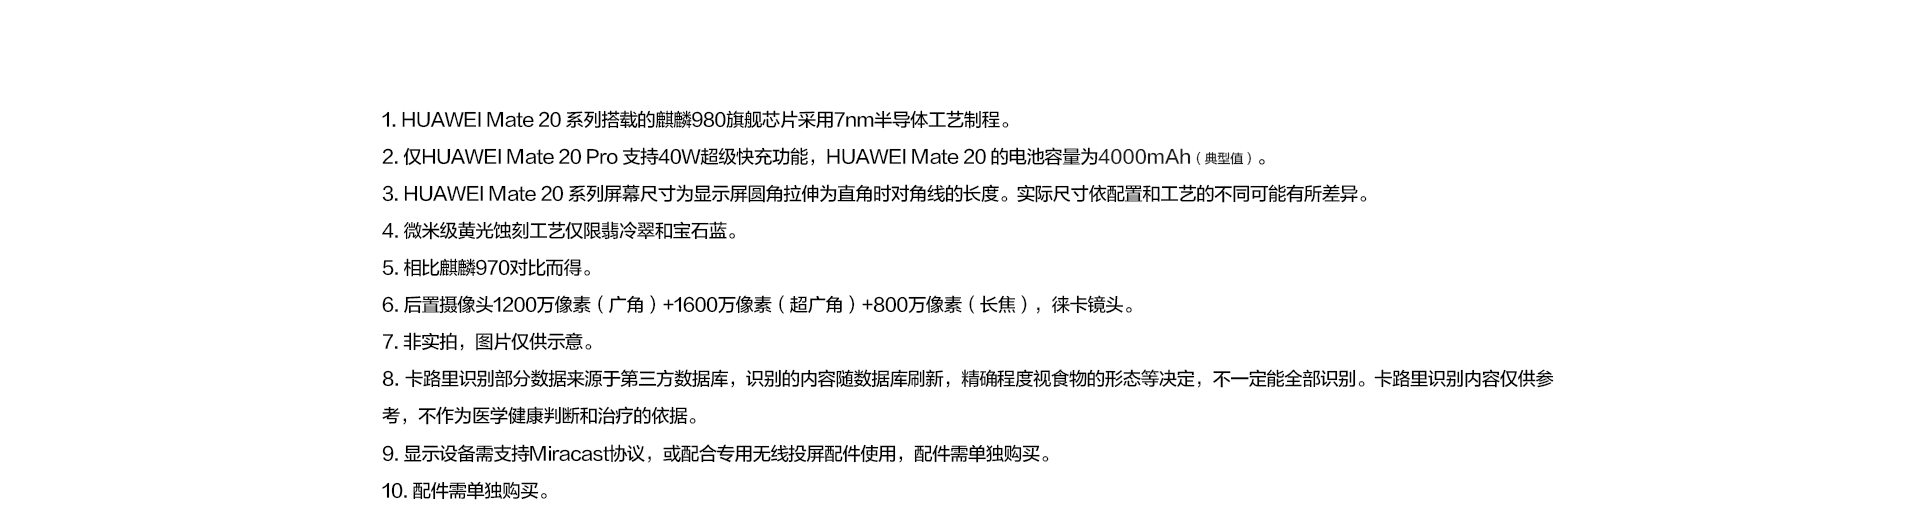 1. HUAWEI Mate 20 系列搭载的麒麟980旗舰芯片采用7nm半导体工艺制程。
2. 仅HUAWEI Mate 20 Pro 支持40W超级快充功能，HUAWEI Mate 20 的电池容量为4000mAh（典型值）。
3. HUAWEI Mate 20 系列屏幕尺寸为显示屏圆角拉伸为直角时对角线的长度。实际尺寸依配置和工艺的不同可能有所差异。
4. 微米级黄光蚀刻工艺仅限翡冷翠和宝石蓝。
5. 相比麒麟970对比而得。
6. 后置摄像头1200万像素（广角）+1600万像素（超广角）+800万像素（长焦），徕卡镜头。
7. 非实拍，图片仅供示意。
8. 卡路里识别部分数据来源于第三方数据库，识别的内容随数据库刷新，精确程度视食物的形态等决定，不一定能全部识别。卡路里识别内容仅供参
考，不作为医学健康判断和治疗的依据。
9. 显示设备需支持Miracast协议，或配合专用无线投屏配件使用，配件需单独购买。
10. 配件需单独购买。